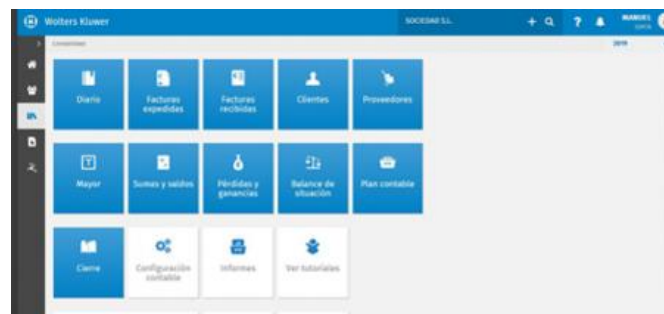 Wolters Kluwer
SOCIEDAD S.L.
MANUEL
Contabilidad
2019
Diario
Facturas
expedidas
Facturas
recibidas
Clientes
Proveedores
Mayor
Sumas y saldos
Pérdidas y
ganancias
Balance de
situación
Plan contable
Cierre
Configuración
contable
Informes
Ver tutoriales